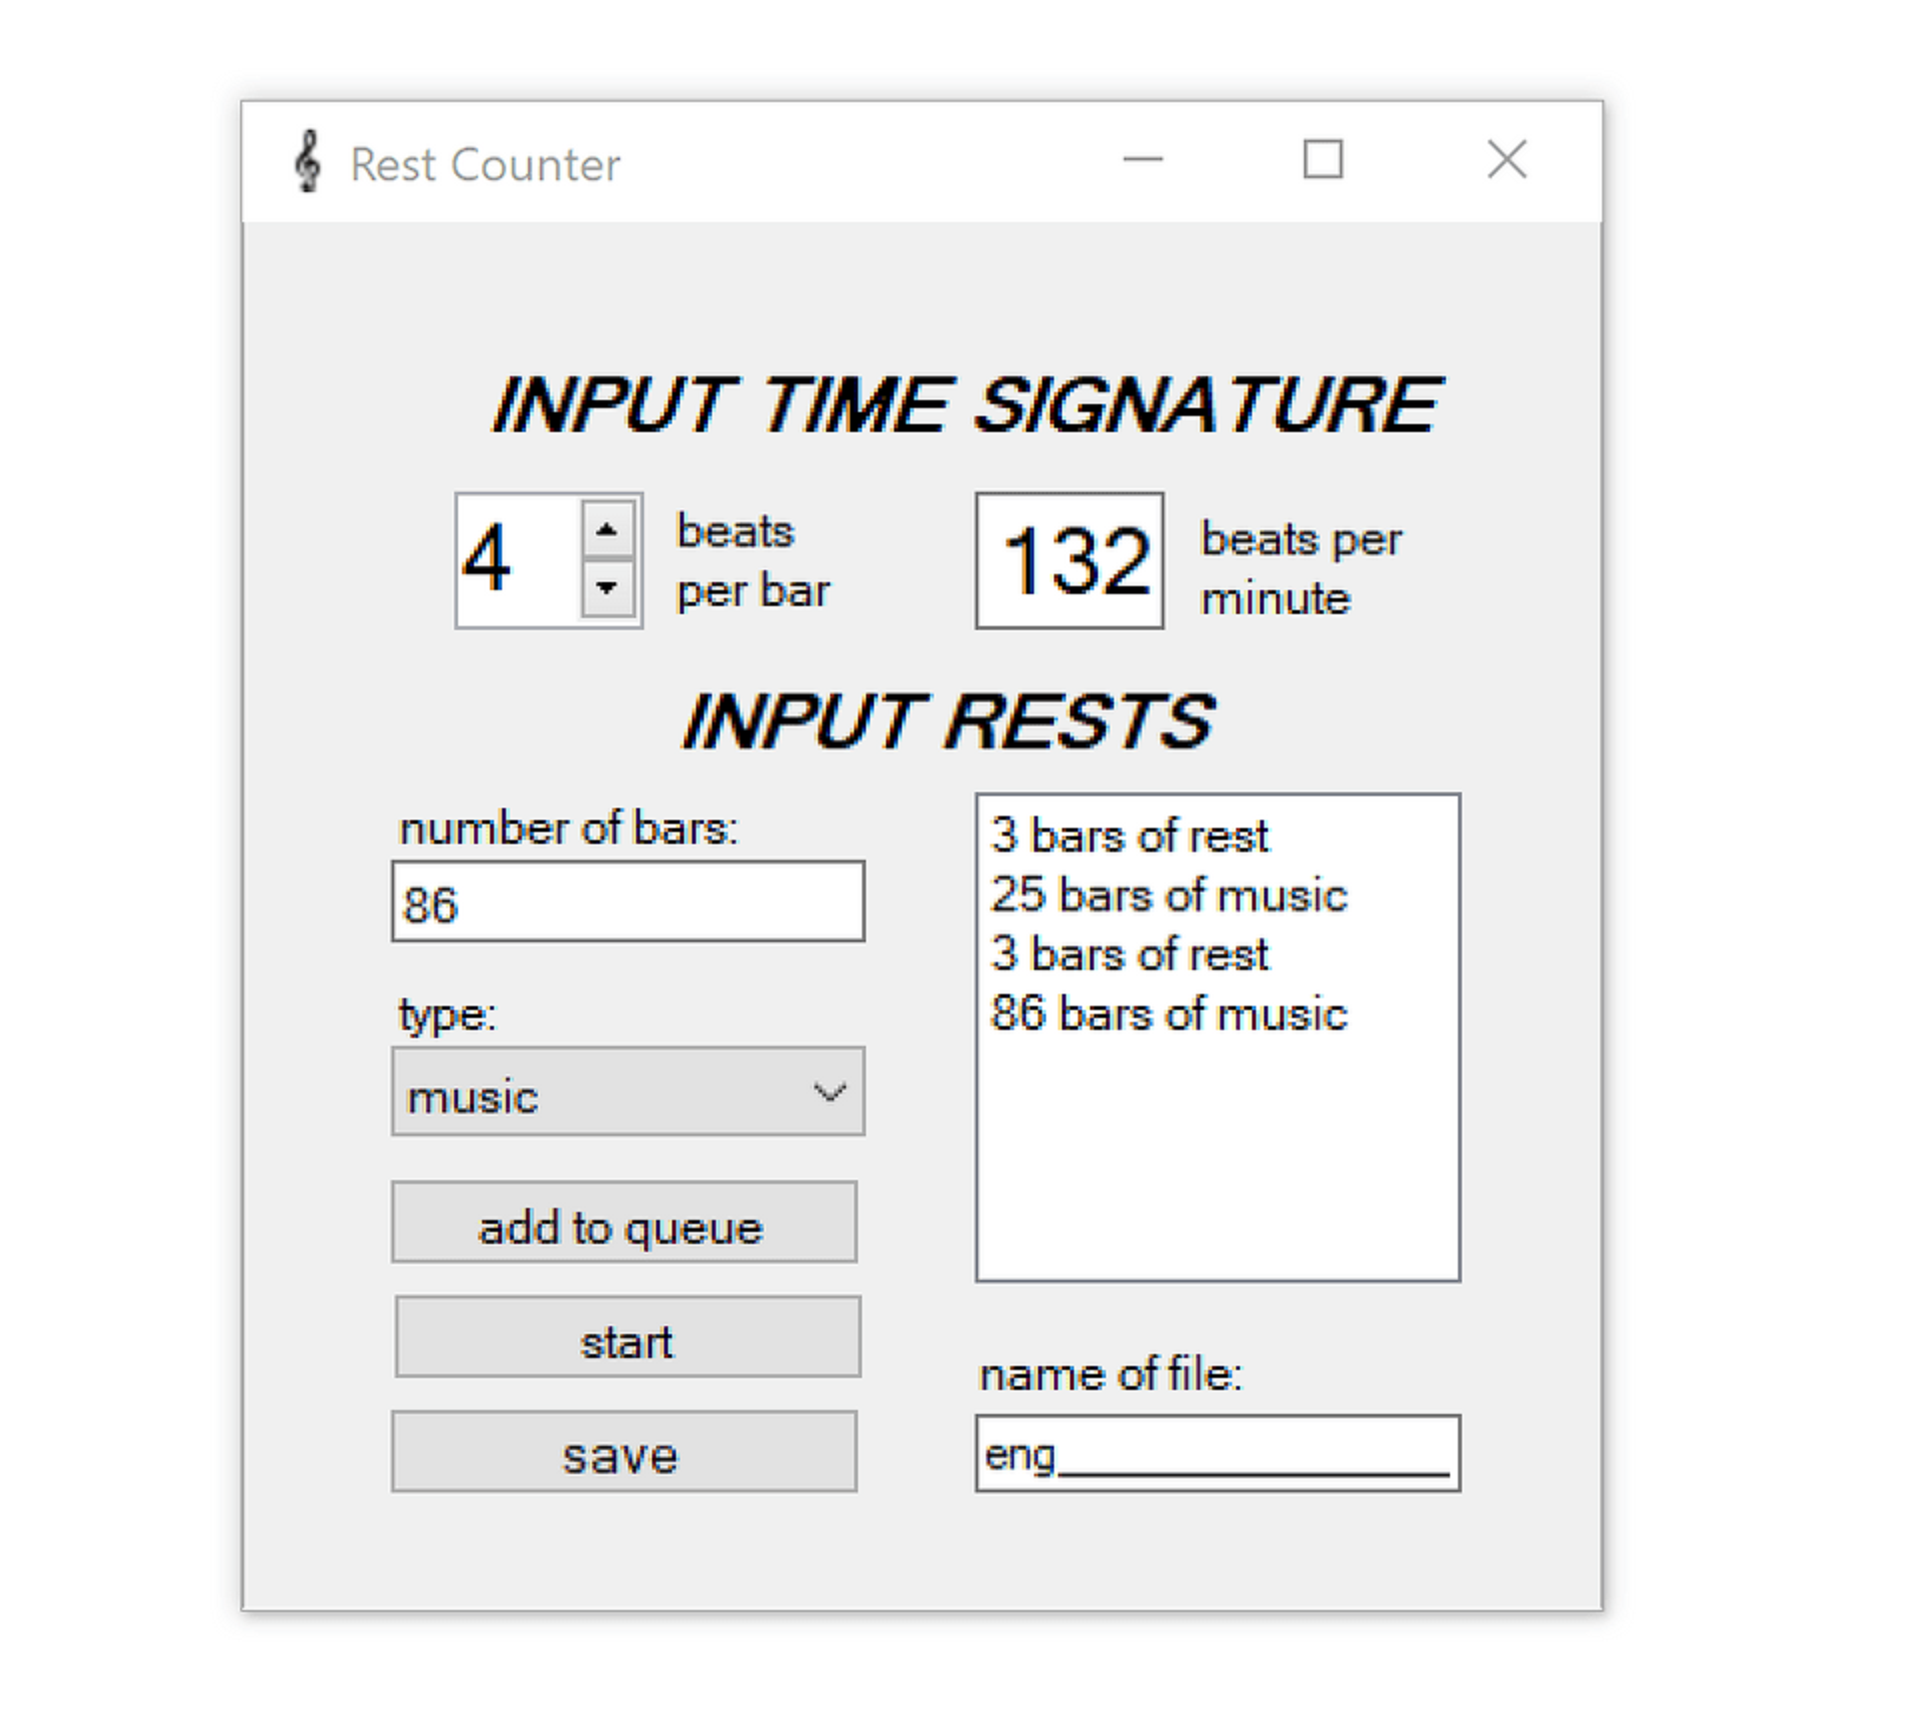 Rest Counter
INPUT TIME SIGNATURE
4
beats
per bar
132
beats per
minute
INPUT RESTS
number of bars:
86
type:
music
add to queue
start
save
3 bars of rest
25 bars of music
3 bars of rest
86 bars of music
name of file:
eng______________